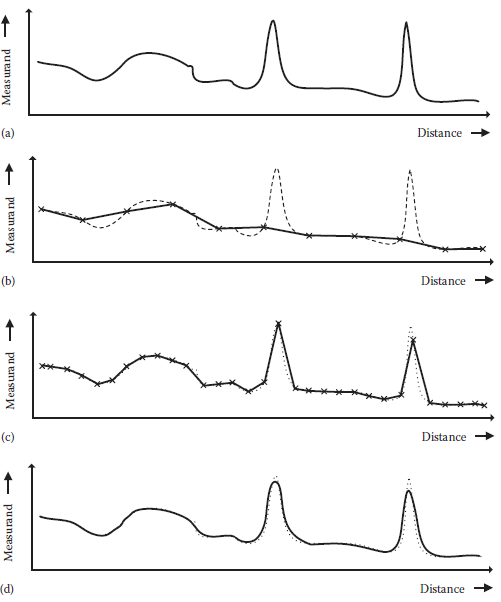 Measurand
(a)
Distance
Measurand
(b)
Distance
Measurand
(c)
Distance
Measurand
(d)
Distance